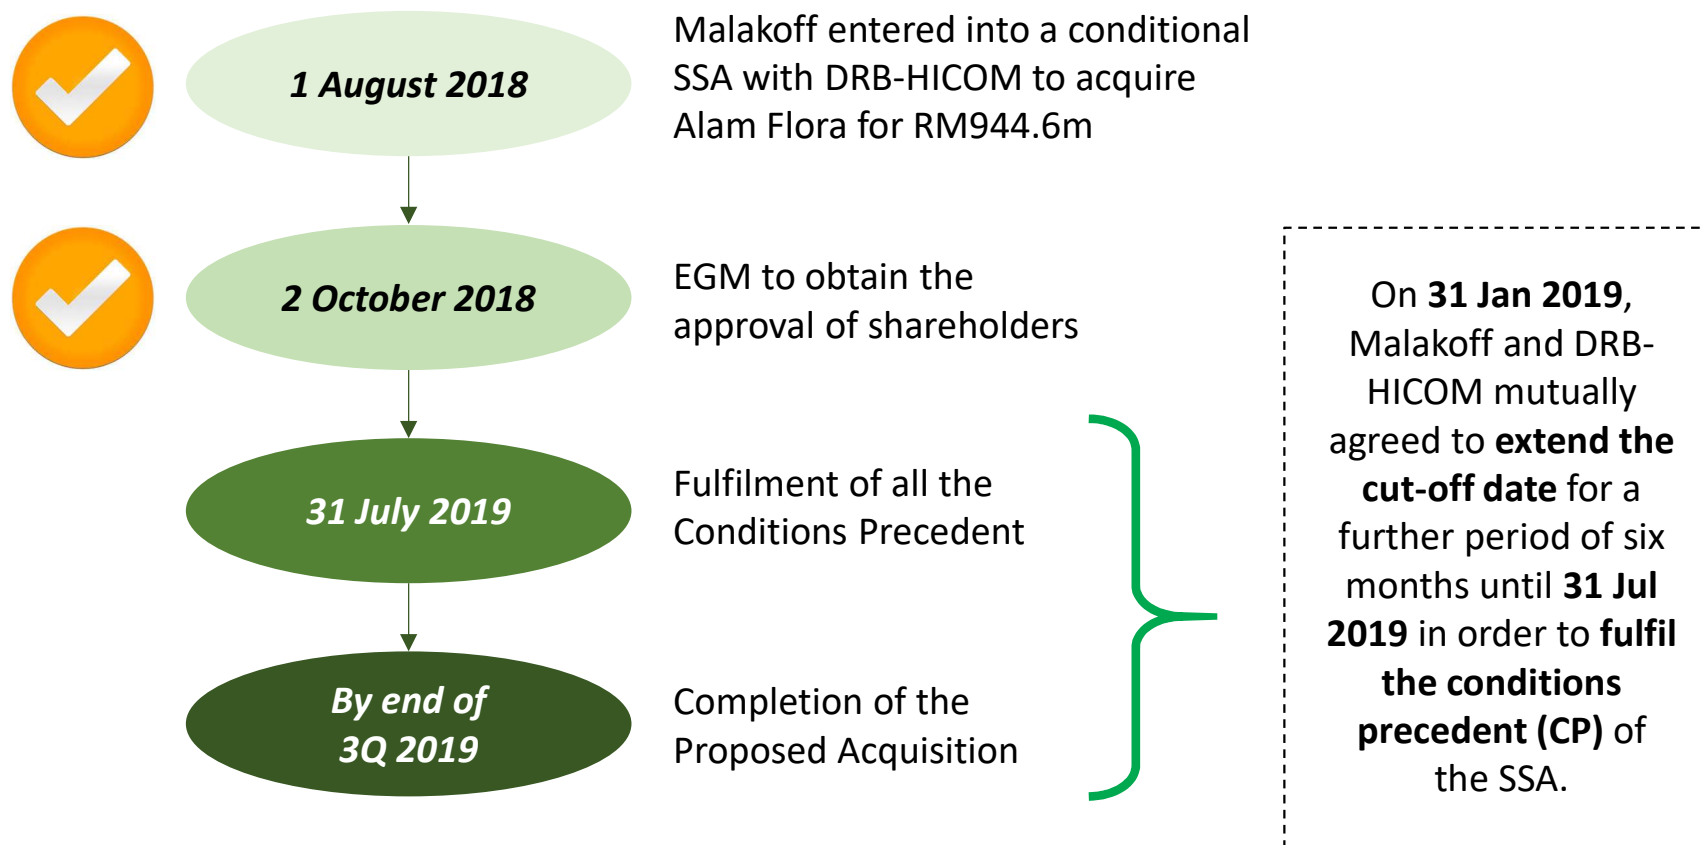 1 August 2018
Malakoff entered into a conditional
SSA with DRB-HICOM to acquire
Alam Flora for RM944.6m
2 October 2018
EGM to obtain the
approval of shareholders
31 July 2019
Fulfilment of all the
Conditions Precedent
By end of
3Q 2019
Completion of the
Proposed Acquisition
On 31 Jan 2019,
Malakoff and DRB-
HICOM mutually
agreed to extend the
cut-off date for a
further period of six
months until 31 Jul
2019 in order to fulfil
the conditions
precedent (CP) of
the SSA.